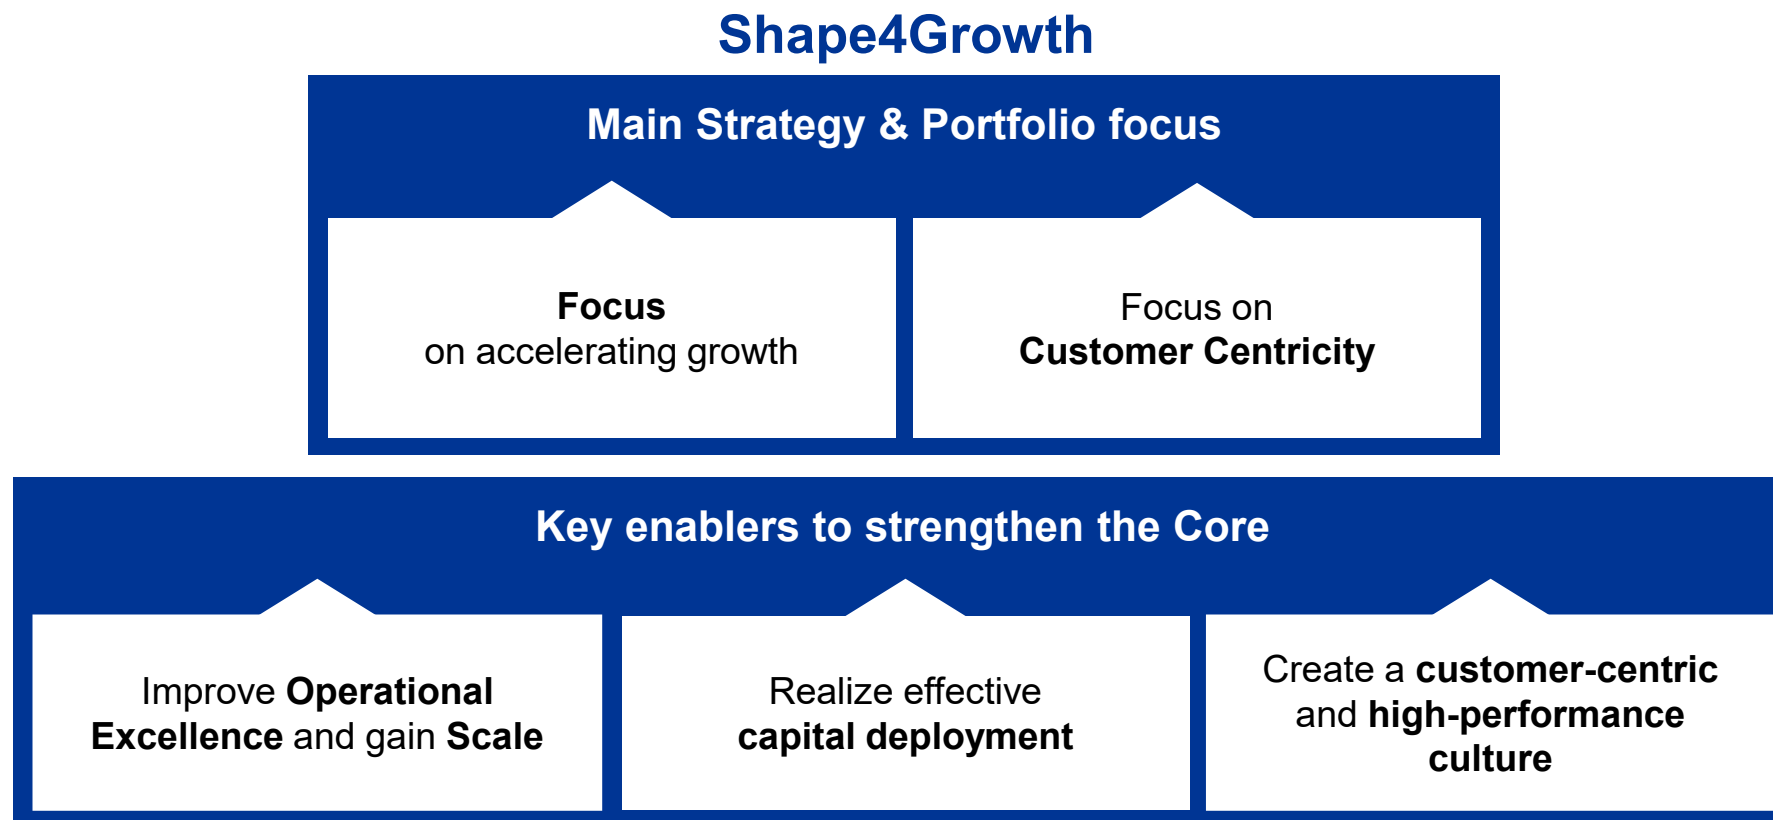 Shape4Growth
Main Strategy & Portfolio focus
Focus
on accelerating growth
Focus on
Customer Centricity
Key enablers to strengthen the Core
Improve Operational
Excellence and gain Scale
Realize effective
capital deployment
Create a customer-centric
and high-performance
culture